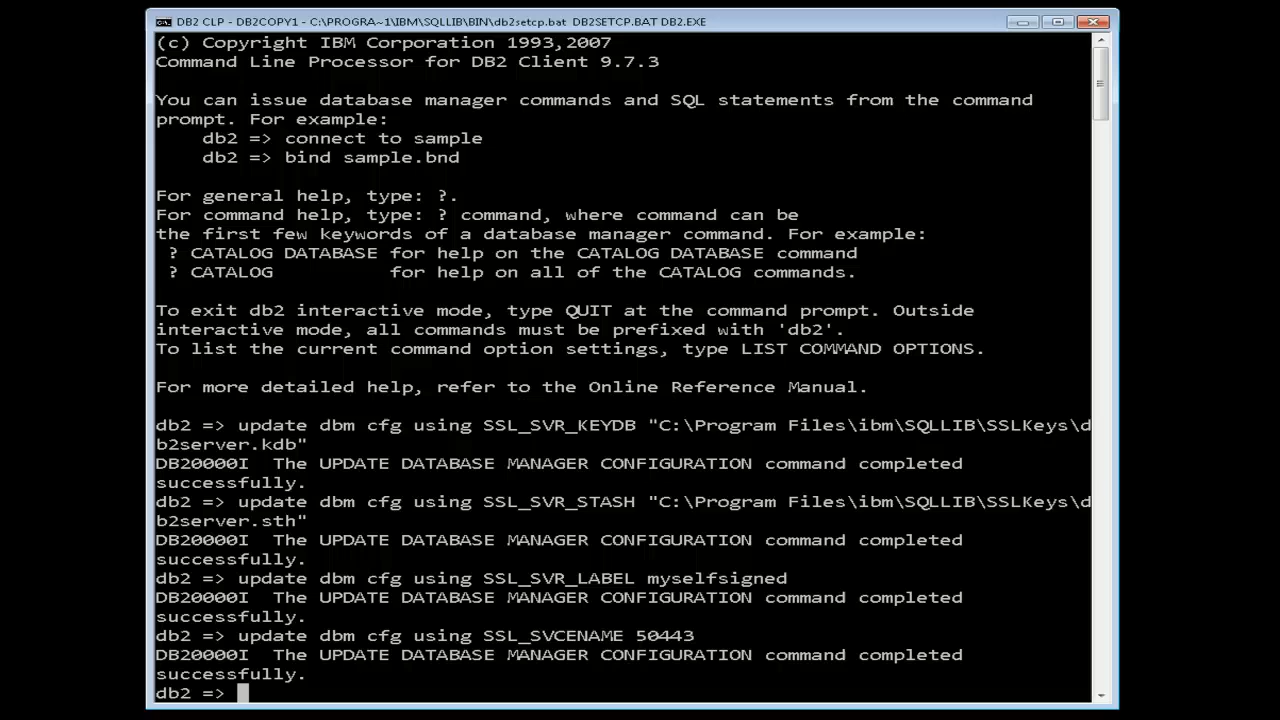 DB2 CLP - DB2COPY1 - C:\PROGRA~1\IBM\SQLLIB\BIN\db2setcp.bat DB2SETCP.BAT DB2.EXE
(c) Copyright IBM Corporation 1993,2007
Command Line Processor for DB2 Client 9.7.3
You can issue database manager commands and SQL statements from the command
prompt. For example:
    db2 => connect to sample
    db2 => bind sample.bnd
For general help, type: ?.
For command help, type: ? command, where command can be
the first few keywords of a database manager command. For example:
 ? CATALOG DATABASE for help on the CATALOG DATABASE command
 ? CATALOG          for help on all of the CATALOG commands.
To exit db2 interactive mode, type QUIT at the command prompt. Outside
interactive mode, all commands must be prefixed with 'db2'.
To list the current command option settings, type LIST COMMAND OPTIONS.
For more detailed help, refer to the Online Reference Manual.
db2 => update dbm cfg using SSL_SVR_KEYDB "C:\Program Files\ibm\SQLLIB\SSLKeys\d
b2server.kdb"
DB20000I  The UPDATE DATABASE MANAGER CONFIGURATION command completed
successfully.
db2 => update dbm cfg using SSL_SVR_STASH "C:\Program Files\ibm\SQLLIB\SSLKeys\d
b2server.sth"
DB20000I  The UPDATE DATABASE MANAGER CONFIGURATION command completed
successfully.
db2 => update dbm cfg using SSL_SVR_LABEL myselfsigned
DB20000I  The UPDATE DATABASE MANAGER CONFIGURATION command completed
successfully.
db2 => update dbm cfg using SSL_SVCENAME 50443
DB20000I  The UPDATE DATABASE MANAGER CONFIGURATION command completed
successfully.
db2 =>